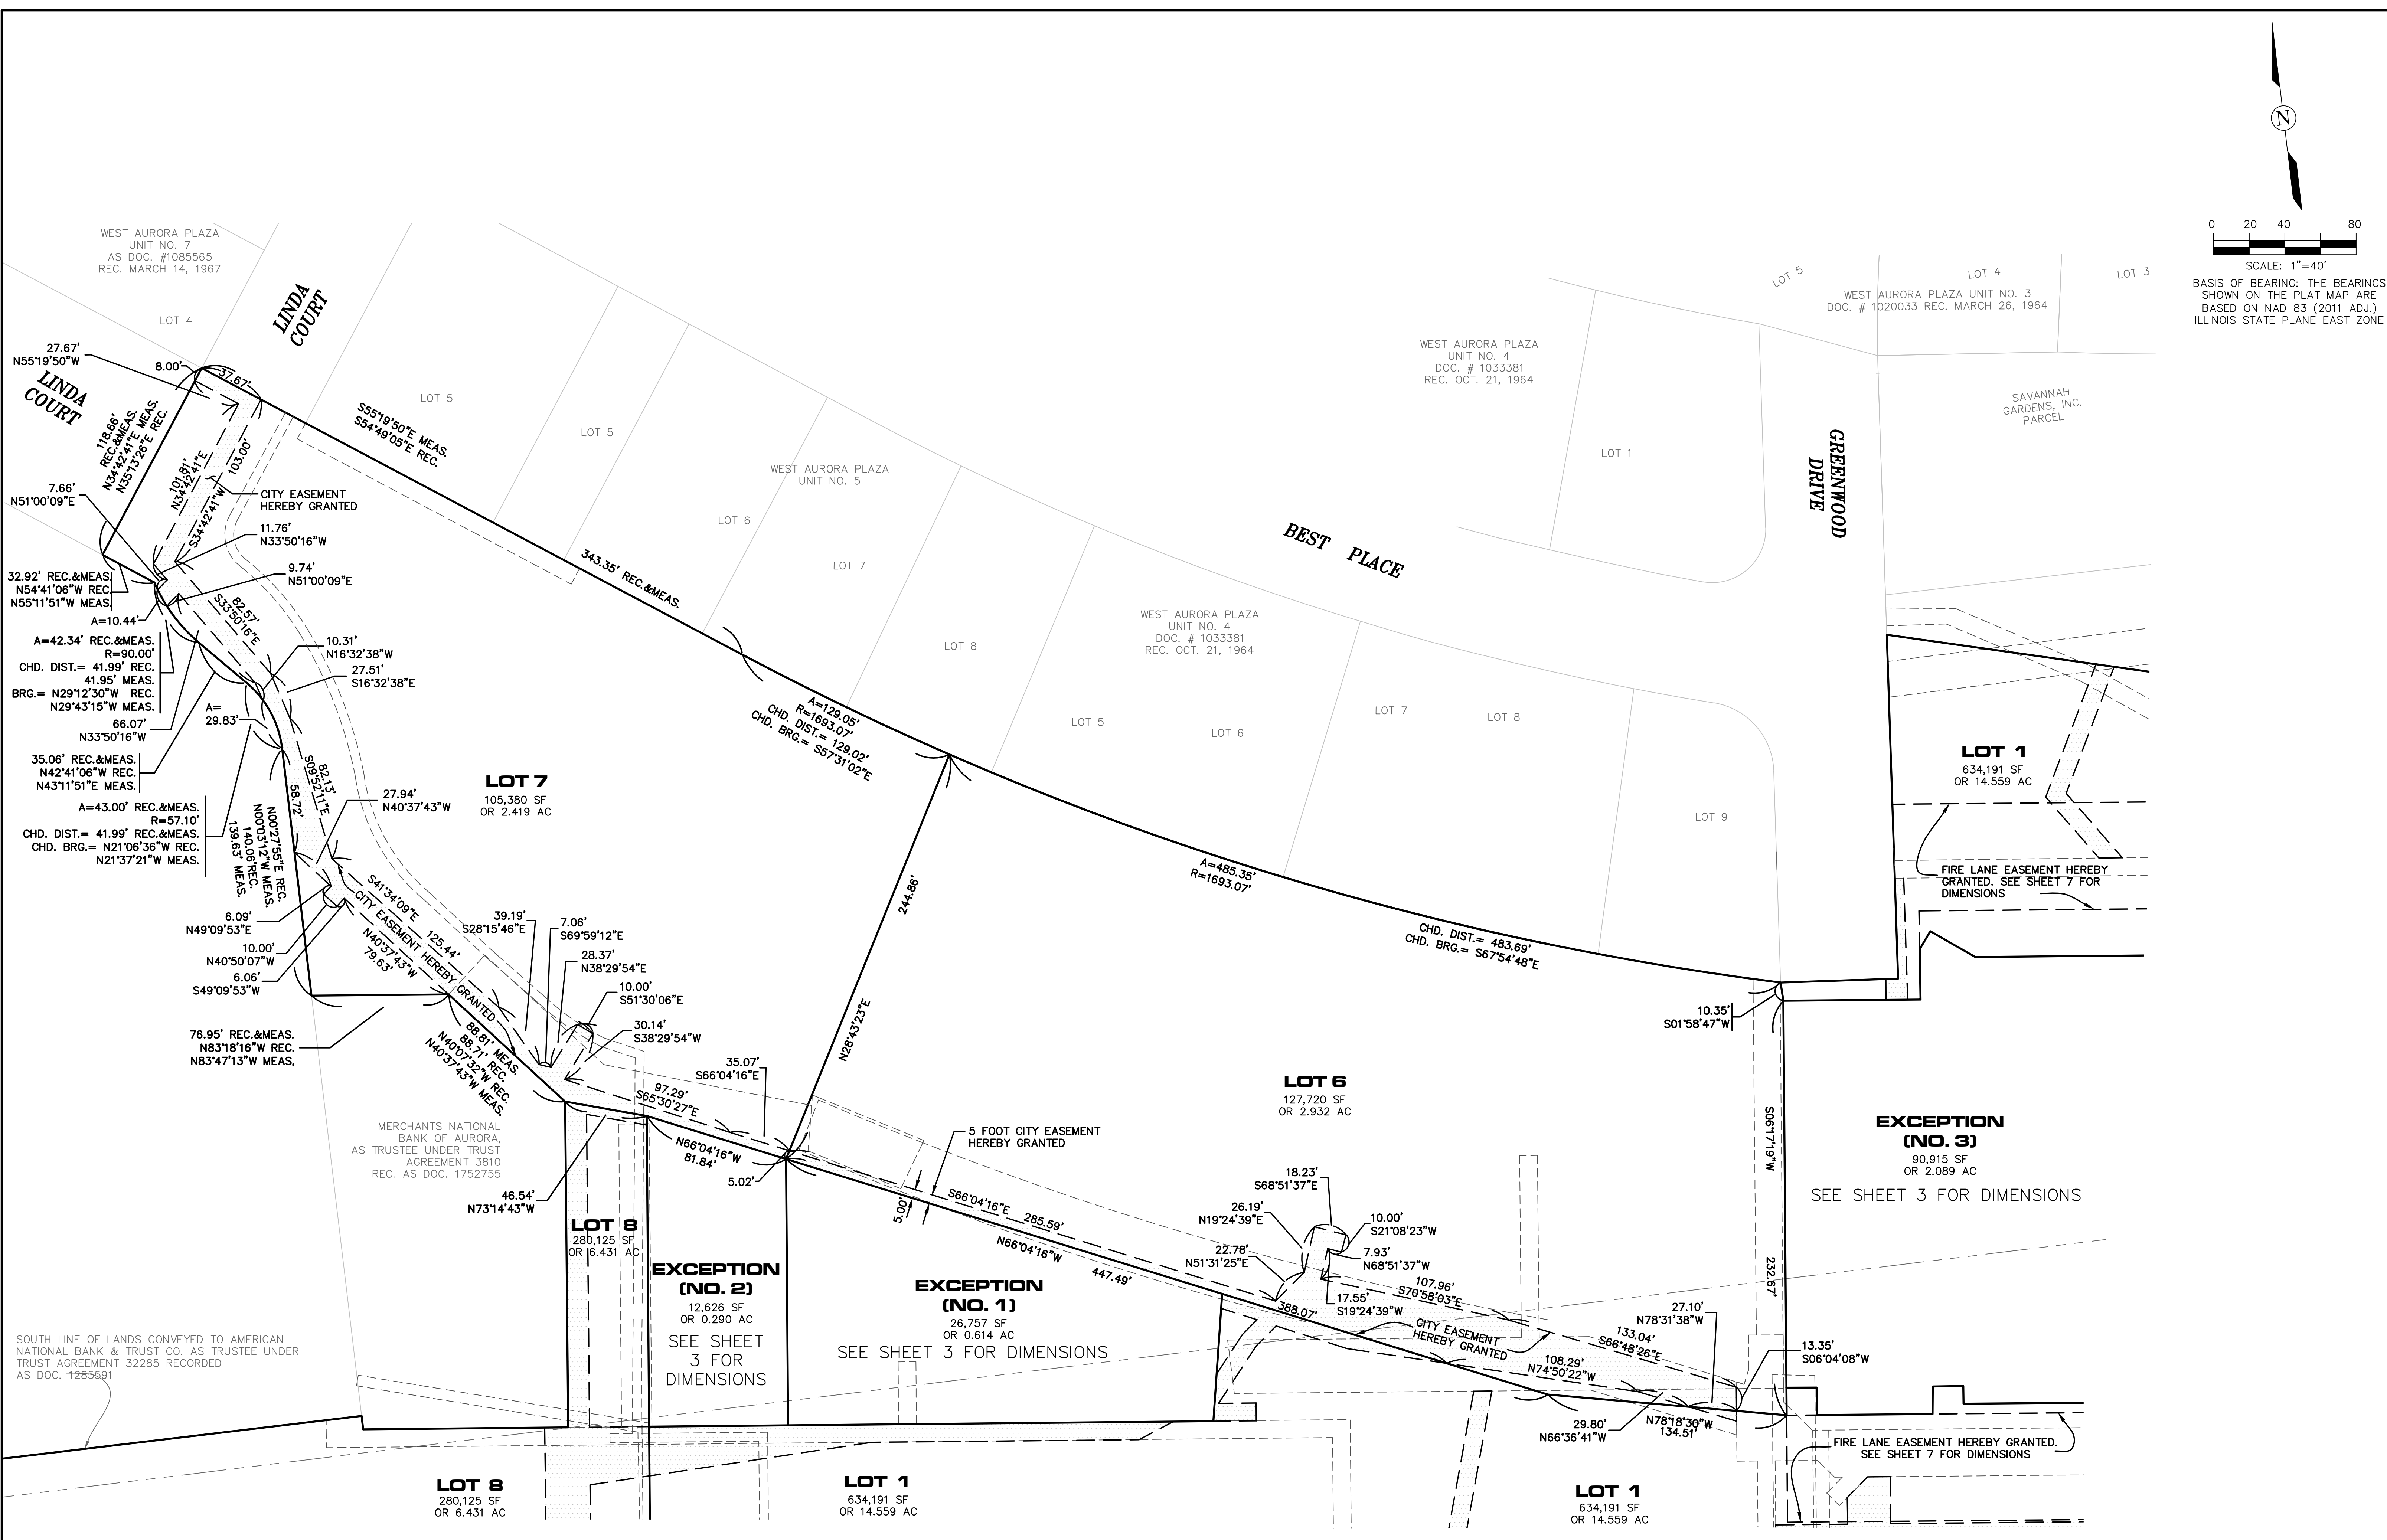 N
0 20 40 80
SCALE: 1"=40'
BASIS OF BEARING: THE BEARINGS
SHOWN ON THE PLAT MAP ARE
BASED ON NAD 83 (2011 ADJ.)
ILLINOIS STATE PLANE EAST ZONE
WEST AURORA PLAZA
UNIT NO. 7
AS DOC. #1085565
REC. MARCH 14, 1967
LOT 4
LINDA
COURT
LINDA
COURT
27.67'
N55°19'50"W
8.00'
37.67'
118.66'
REC.&MEAS.
N34°42'41"E MEAS.
N35°13'26"E REC.
101.81'
N34°42'41"E
103.00'
S34°42'41"W
CITY EASEMENT
HEREBY GRANTED
7.66'
N51°00'09"E
11.76'
N33°50'16"W
9.74'
N51°00'09"E
32.92' REC.&MEAS.
N54°41'06"W REC.
N55°11'51"W MEAS.
A=10.44'
A=42.34' REC.&MEAS.
R=90.00'
CHD. DIST.= 41.99' REC.
41.95' MEAS.
BRG.= N29°12'30"W REC.
N29°43'15"W MEAS.
82.57'
S33°50'16"E
10.31'
N16°32'38"W
27.51'
S16°32'38"E
66.07'
N33°50'16"W
A=
29.83'
35.06' REC.&MEAS.
N42°41'06"W REC.
N43°11'51"E MEAS.
A=43.00' REC.&MEAS.
R=57.10'
CHD. DIST.= 41.99' REC.&MEAS.
CHD. BRG.= N21°06'36"W REC.
N21°37'21"W MEAS.
58.72'
82.13'
S09°52'11"E
27.94'
N40°37'43"W
N00°27'55"E REC.
N00°03'12"W MEAS.
140.06'REC.
139.63' MEAS.
6.09'
N49°09'53"E
10.00'
N40°50'07"W
6.06'
S49°09'53"W
S41°34'09"E
125.44'
CITY EASEMENT HEREBY GRANTED
N40°37'43"W
79.63'
76.95' REC.&MEAS.
N83°18'16"W REC.
N83°47'13"W MEAS,
88.81' MEAS.
88.71' REC.
N40°07'32"W REC.
N40°37'43"W MEAS.
39.19'
S28°15'46"E
7.06'
S69°59'12"E
28.37'
N38°29'54"E
10.00'
S51°30'06"E
30.14'
S38°29'54"W
97.29'
S65°30'27"E
35.07'
S66°04'16"E
46.54'
N73°14'43"W
N66°04'16"W
81.84'
5.02'
LOT 7
105,380 SF
OR 2.419 AC
S55°19'50"E MEAS.
S54°49'05"E REC.
343.35' REC.&MEAS.
LOT 5
LOT 5
LOT 6
WEST AURORA PLAZA
UNIT NO. 5
LOT 7
LOT 8
A=129.05'
R=1693.07'
CHD. DIST.= 129.02'
CHD. BRG.= S57°31'02"E
BEST PLACE
WEST AURORA PLAZA
UNIT NO. 4
DOC. # 1033381
REC. OCT. 21, 1964
LOT 5
LOT 6
LOT 7
LOT 8
LOT 9
WEST AURORA PLAZA
UNIT NO. 4
DOC. # 1033381
REC. OCT. 21, 1964
LOT 1
GREENWOOD
DRIVE
LOT 5
LOT 4
LOT 3
WEST AURORA PLAZA UNIT NO. 3
DOC. # 1020033 REC. MARCH 26, 1964
SAVANNAH
GARDENS, INC.
PARCEL
LOT 1
634,191 SF
OR 14.559 AC
FIRE LANE EASEMENT HEREBY
GRANTED. SEE SHEET 7 FOR
DIMENSIONS
244.86'
N28°43'23"E
A=485.35'
R=1693.07'
CHD. DIST.= 483.69'
CHD. BRG.= S67°54'48"E
10.35'
S01°58'47"W
LOT 6
127,720 SF
OR 2.932 AC
S06°17'19"W
232.67'
EXCEPTION
(NO. 3)
90,915 SF
OR 2.089 AC
SEE SHEET 3 FOR DIMENSIONS
5 FOOT CITY EASEMENT
HEREBY GRANTED
5.00'
S66°04'16"E 285.59'
N66°04'16"W
447.49'
18.23'
S68°51'37"E
26.19'
N19°24'39"E
10.00'
S21°08'23"W
22.78'
N51°31'25"E
7.93'
N68°51'37"W
17.55'
S19°24'39"W
107.96'
S70°58'03"E
388.07'
CITY EASEMENT
HEREBY GRANTED
133.04'
S66°48'26"E
27.10'
N78°31'38"W
13.35'
S06°04'08"W
108.29'
N74°50'22"W
29.80'
N66°36'41"W
N78°18'30"W
134.51'
MERCHANTS NATIONAL
BANK OF AURORA,
AS TRUSTEE UNDER TRUST
AGREEMENT 3810
REC. AS DOC. 1752755
LOT 8
280,125 SF
OR 6.431 AC
EXCEPTION
(NO. 2)
12,626 SF
OR 0.290 AC
SEE SHEET
3 FOR
DIMENSIONS
EXCEPTION
(NO. 1)
26,757 SF
OR 0.614 AC
SEE SHEET 3 FOR DIMENSIONS
SOUTH LINE OF LANDS CONVEYED TO AMERICAN
NATIONAL BANK & TRUST CO. AS TRUSTEE UNDER
TRUST AGREEMENT 32285 RECORDED
AS DOC. 1285591
LOT 8
280,125 SF
OR 6.431 AC
LOT 1
634,191 SF
OR 14.559 AC
LOT 1
634,191 SF
OR 14.559 AC
FIRE LANE EASEMENT HEREBY GRANTED.
SEE SHEET 7 FOR DIMENSIONS